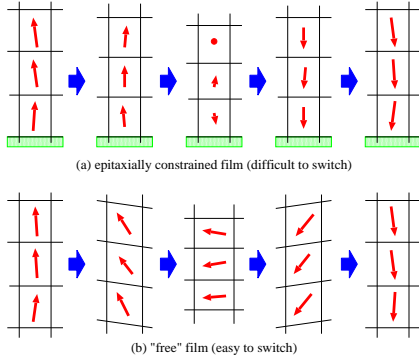 (a) epitaxially constrained film (difficult to switch)
(b) "free" film (easy to switch)